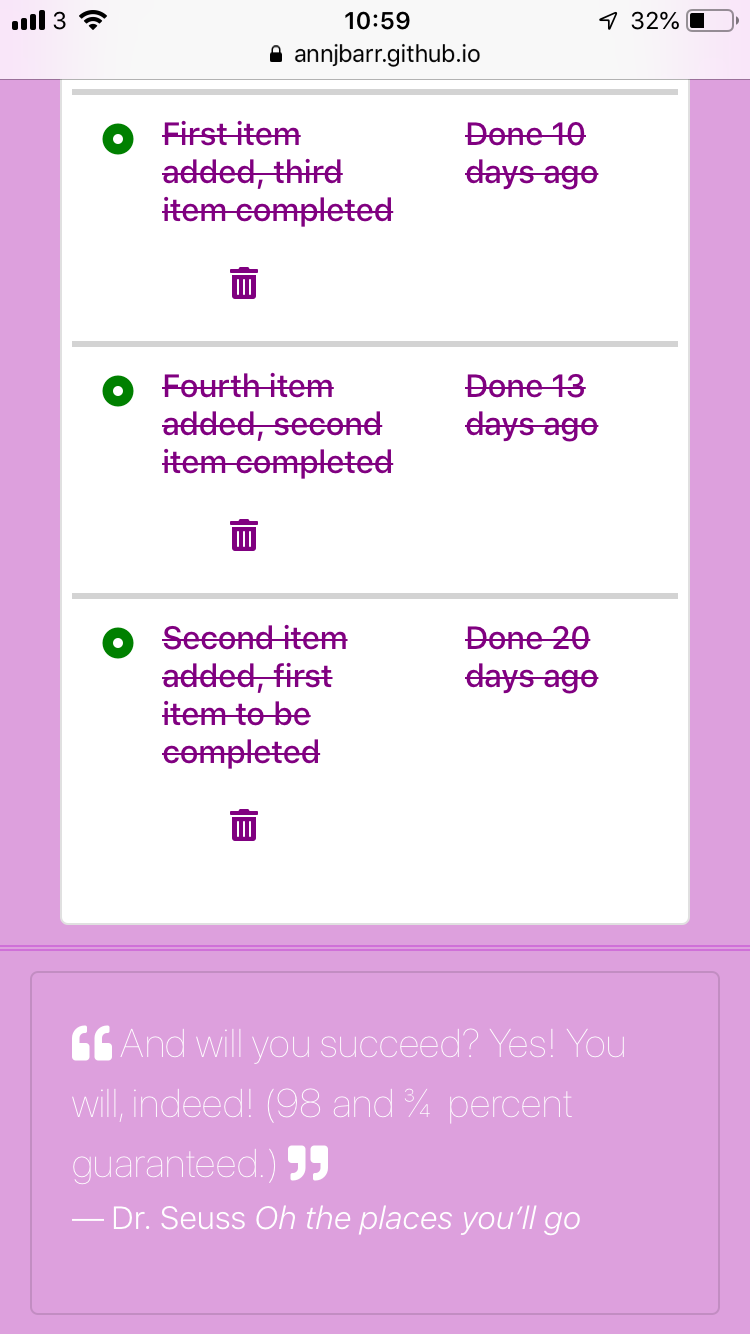 3 10:59 32%
annjbarr.github.io
First item Done 10
added, third days ago
item completed
Fourth item Done 13
added, second days ago
item completed
Second item Done 20
added, first days ago
item to be
completed
“ And will you succeed? Yes! You
will, indeed! (98 and ¾ percent
guaranteed.) ”
— Dr. Seuss Oh the places you’ll go